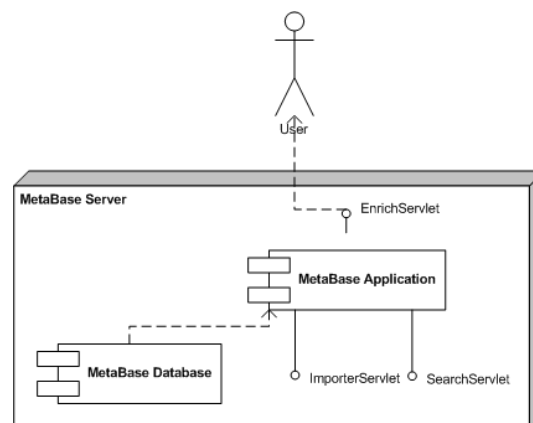 User
MetaBase Server
EnrichServlet
MetaBase Application
MetaBase Database
ImporterServlet
SearchServlet